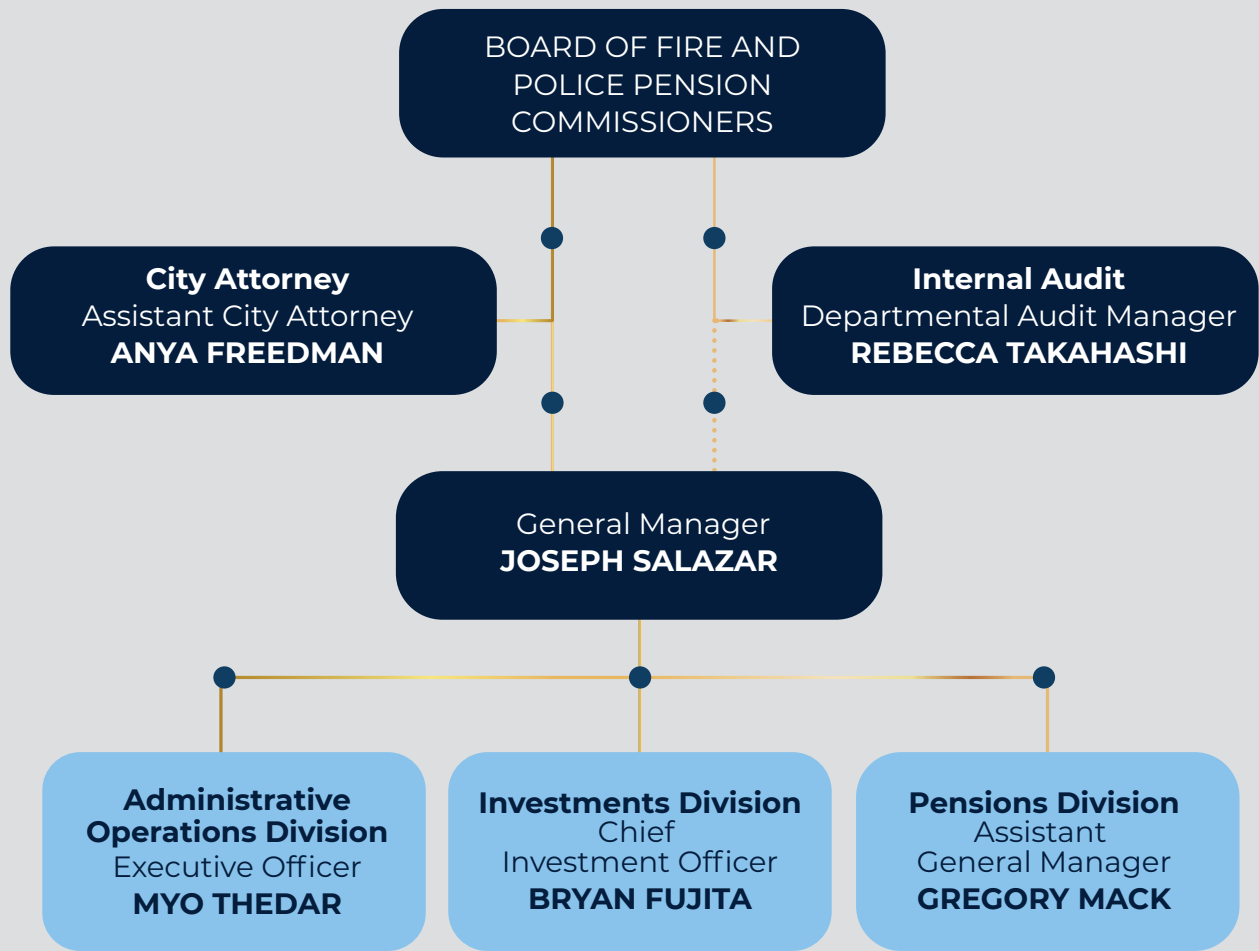 BOARD OF FIRE AND
POLICE PENSION
COMMISSIONERS
City Attorney
Assistant City Attorney
ANYA FREEDMAN
Internal Audit
Departmental Audit Manager
REBECCA TAKAHASHI
General Manager
JOSEPH SALAZAR
Administrative
Operations Division
Executive Officer
MYO THEDAR
Investments Division
Chief
Investment Officer
BRYAN FUJITA
Pensions Division
Assistant
General Manager
GREGORY MACK